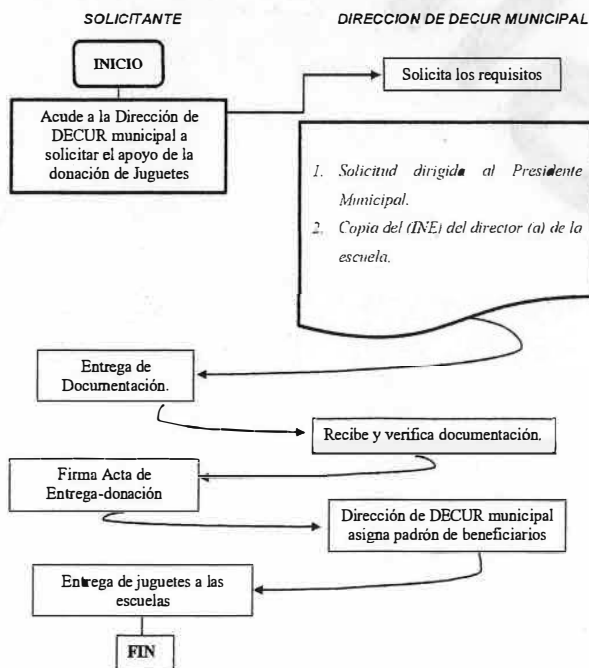 SOLICITANTE
DIRECCION DE DECUR MUNICIPAL
INICIO
Solicita los requisitos
Acude a la Dirección de
DECUR municipal a
solicitar el apoyo de la
donación de Juguetes
1. Solicitud dirigida al Presidente
Municipal.
2. Copia del (INE) del director (a) de la
escuela.
Entrega de
Documentación.
Recibe y verifica documentación.
Firma Acta de
Entrega-donación
Dirección de DECUR municipal
asigna padrón de beneficiarios
Entrega de juguetes a las
escuelas
FIN